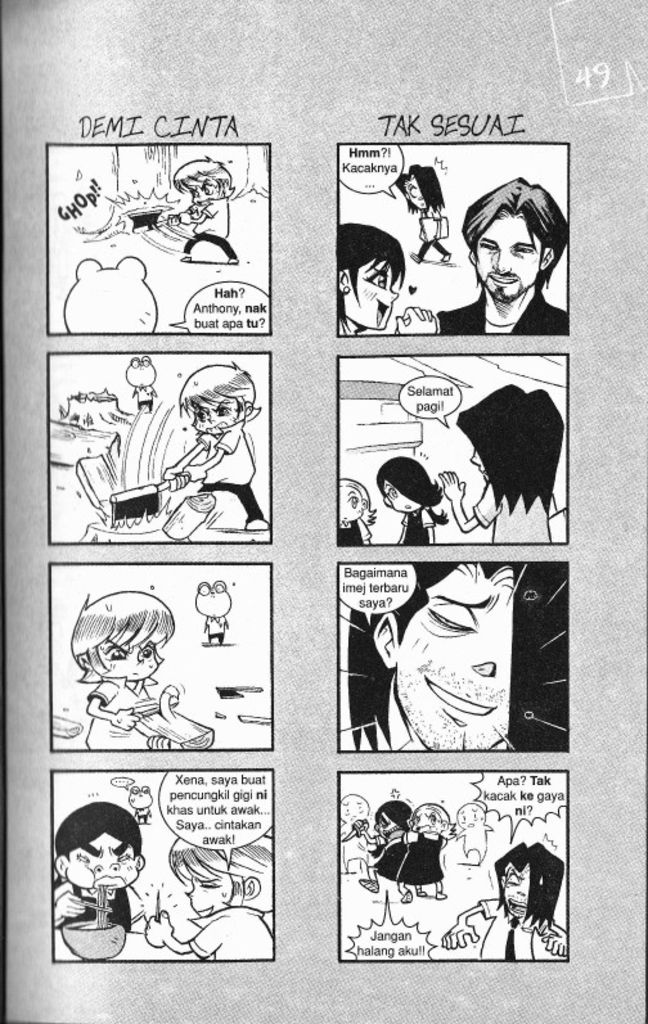 49
DEMI CINTA
CHOP!!
Hah?
Anthony, nak
buat apa tu?
Xena, saya buat
pencungkil gigi ni
khas untuk awak...
Saya.. cintakan
awak!
TAK SESUAI
Hmm?!
Kacaknya
...
Selamat
pagi!
Bagaimana
imej terbaru
saya?
Apa? Tak
kacak ke gaya
ni?
Jangan
halang aku!!